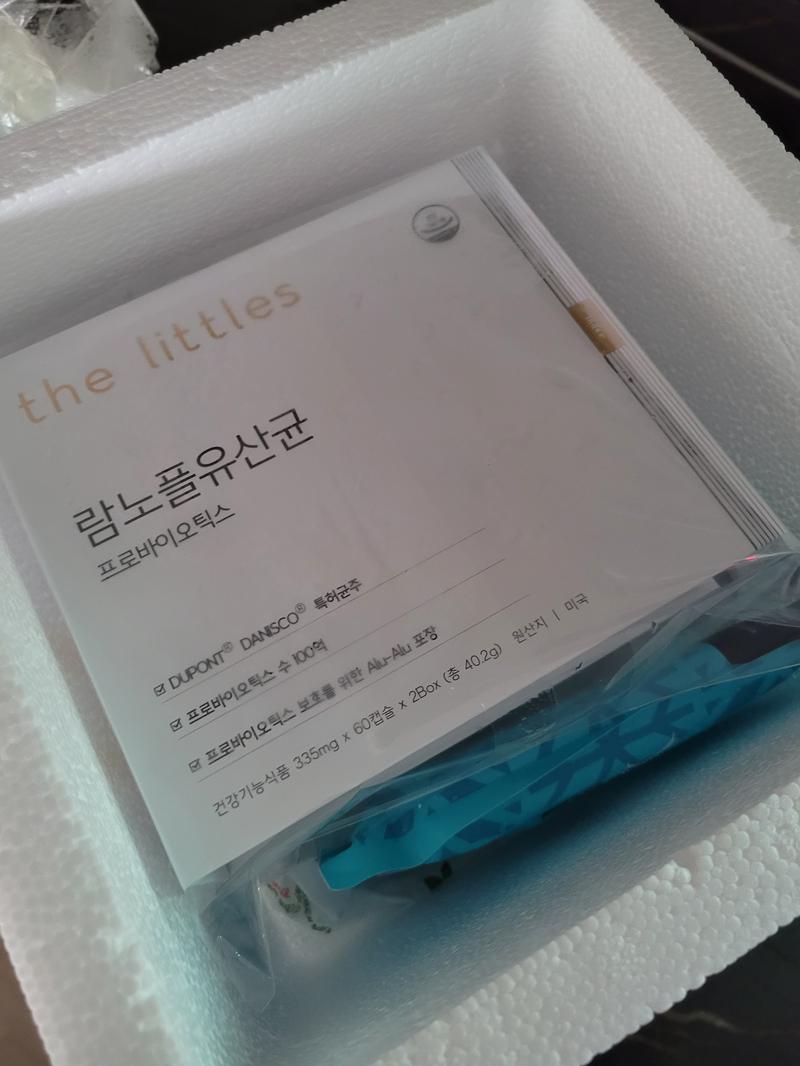 the littles
람노플유산균
프로바이오틱스
☑ DUPONT® DANISCO® 특허균주
☑ 프로바이오틱스 수 100억
☑ 프로바이오틱스 보호를 위한 Alu-Alu 포장
건강기능식품 335mg x 60캡슐 x 2Box (총 40.2g) 원산지 | 미국